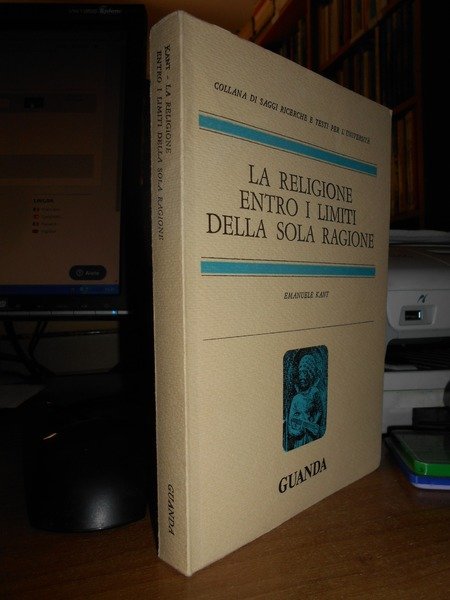 COLLANA DI SAGGI RICERCHE E TESTI PER L'UNIVERSITÀ
LA RELIGIONE
ENTRO I LIMITI
DELLA SOLA RAGIONE
EMANUELE KANT
GUANDA
KANT - LA RELIGIONE
ENTRO I LIMITI DELLA SOLA RAGIONE
GUANDA
Aiuto